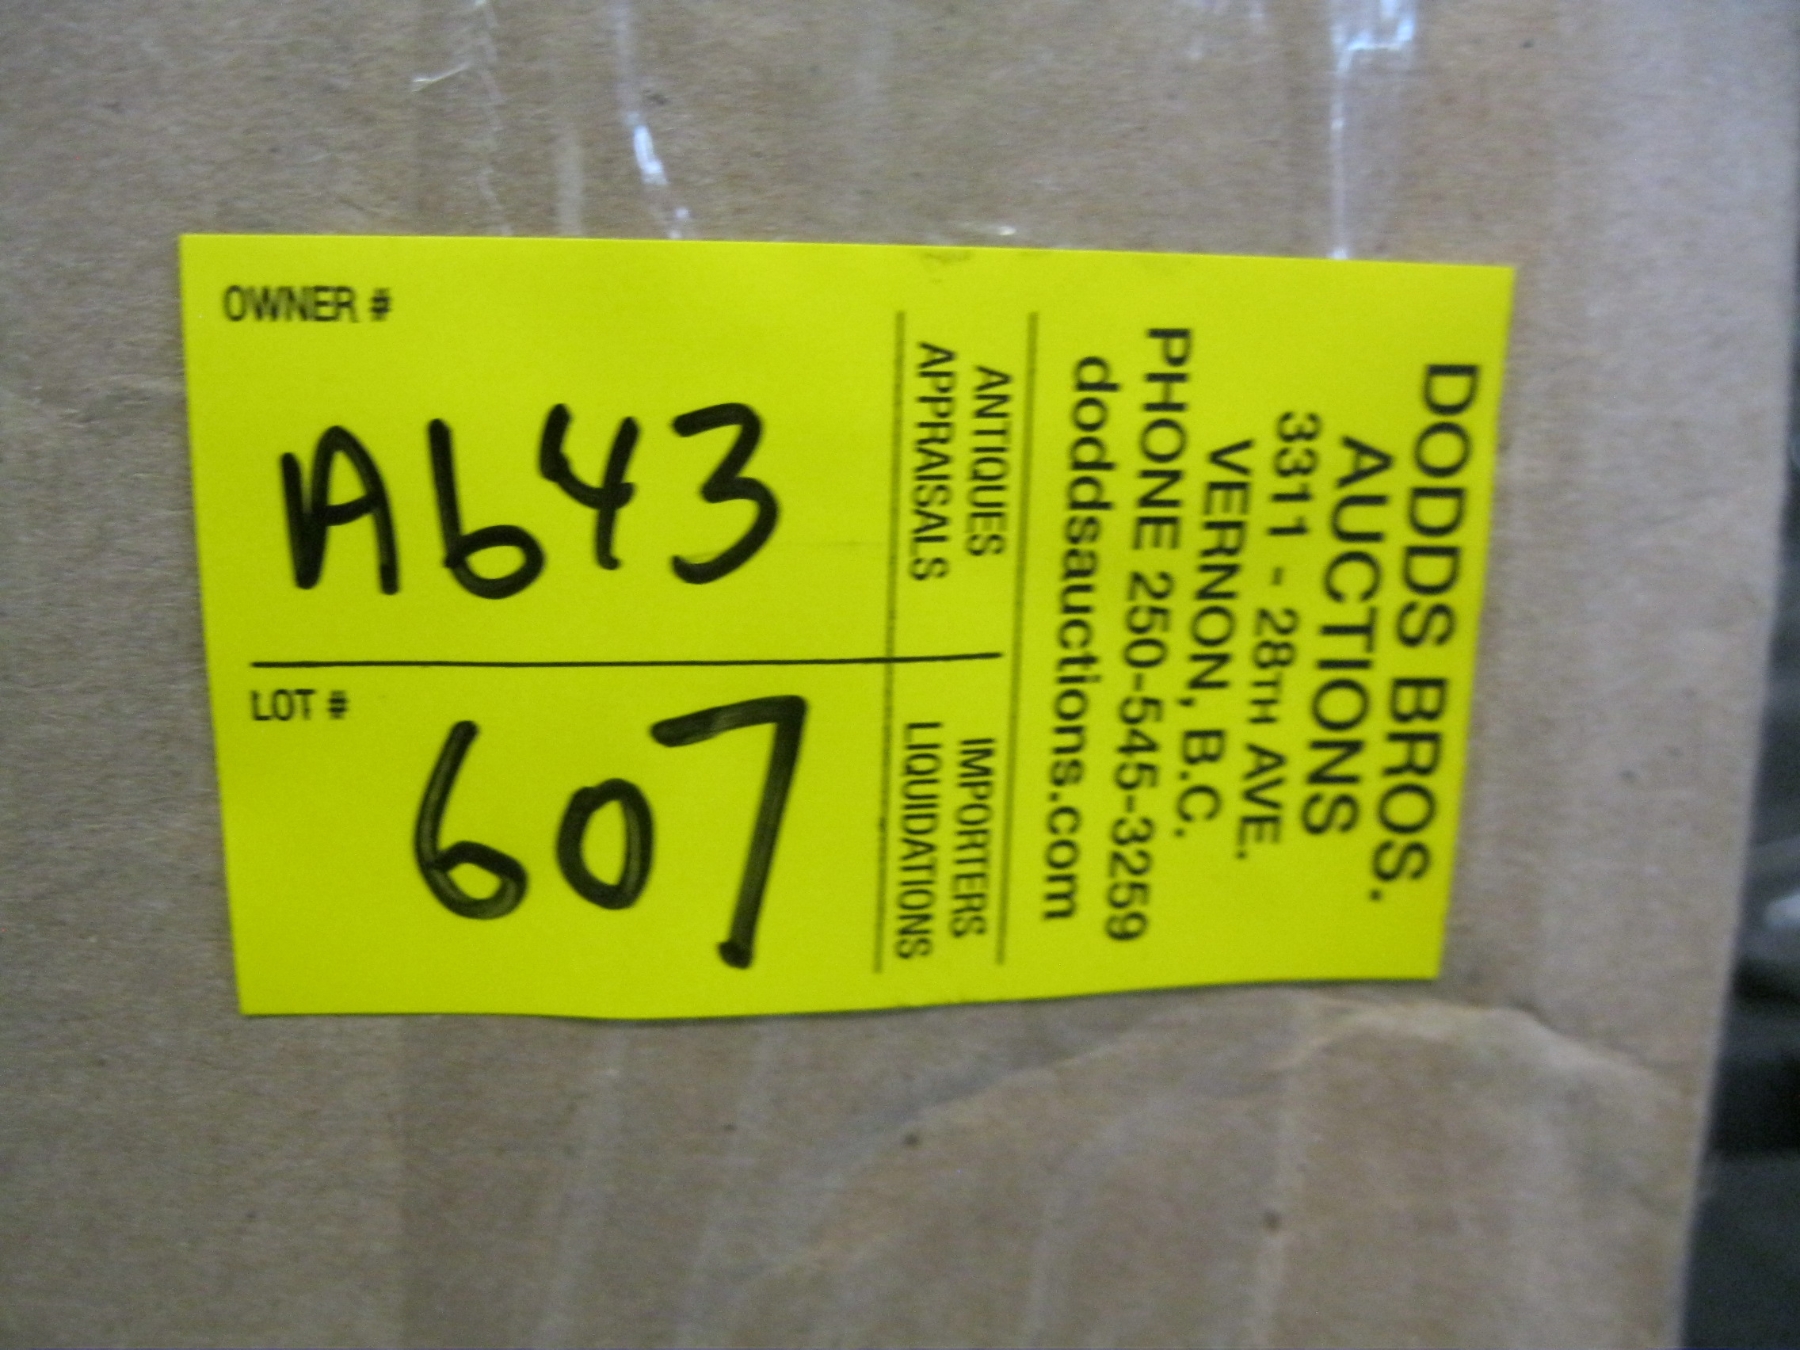 OWNER #
A643
LOT #
607
ANTIQUES
APPRAISALS
IMPORTERS
LIQUIDATIONS
DODDS BROS.
AUCTIONS
3311 - 28TH AVE.
VERNON, B.C.
PHONE 250-545-3259
doddsauctions.com